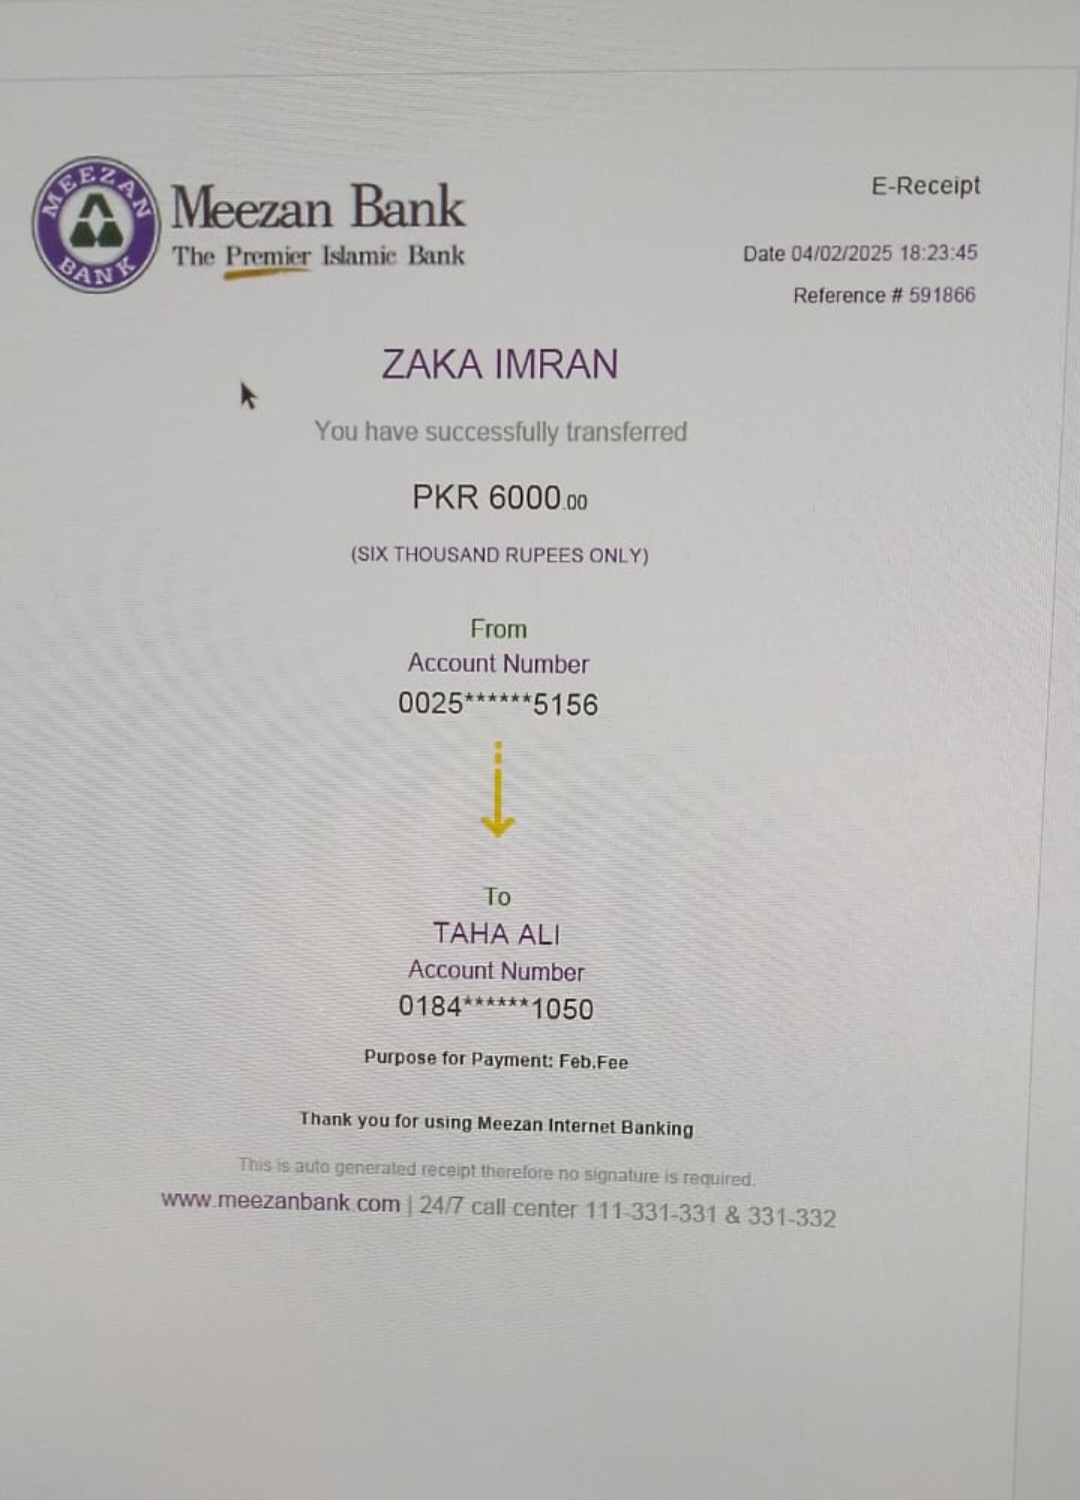 MEEZAN BANK
Meezan Bank
The Premier Islamic Bank
E-Receipt
Date 04/02/2025 18:23:45
Reference # 591866
ZAKA IMRAN
You have successfully transferred
PKR 6000.00
(SIX THOUSAND RUPEES ONLY)
From
Account Number
0025******5156
To
TAHA ALI
Account Number
0184******1050
Purpose for Payment: Feb.Fee
Thank you for using Meezan Internet Banking
This is auto generated receipt therefore no signature is required.
www.meezanbank.com | 24/7 call center 111-331-331 & 331-332